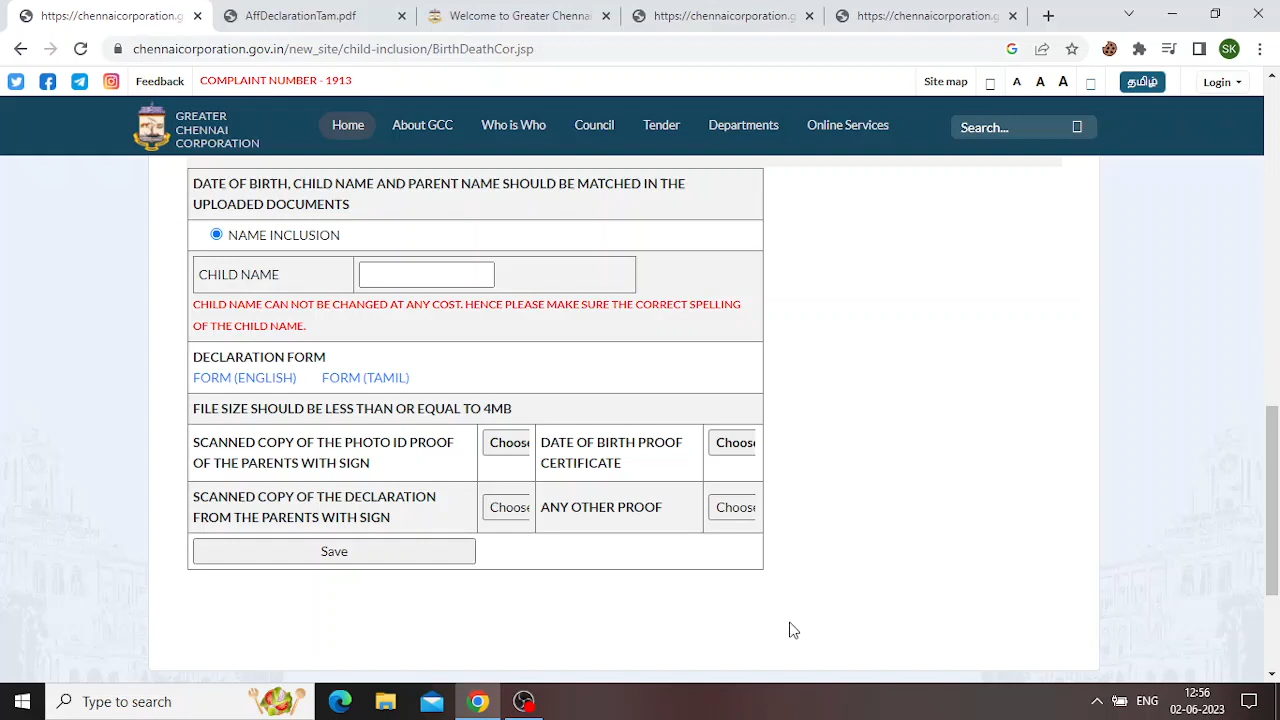 https://chennaicorporation.g
AffDeclarationTam.pdf
Welcome to Greater Chennai
https://chennaicorporation.g
https://chennaicorporation.g
chennaicorporation.gov.in/new_site/child-inclusion/BirthDeathCor.jsp
SK
Feedback
COMPLAINT NUMBER - 1913
Site map
A A A
தமிழ்
Login
GREATER
CHENNAI
CORPORATION
Home
About GCC
Who is Who
Council
Tender
Departments
Online Services
Search...
DATE OF BIRTH, CHILD NAME AND PARENT NAME SHOULD BE MATCHED IN THE
UPLOADED DOCUMENTS
NAME INCLUSION
CHILD NAME
CHILD NAME CAN NOT BE CHANGED AT ANY COST. HENCE PLEASE MAKE SURE THE CORRECT SPELLING
OF THE CHILD NAME.
DECLARATION FORM
FORM (ENGLISH) FORM (TAMIL)
FILE SIZE SHOULD BE LESS THAN OR EQUAL TO 4MB
SCANNED COPY OF THE PHOTO ID PROOF
OF THE PARENTS WITH SIGN
Choose
DATE OF BIRTH PROOF
CERTIFICATE
Choose
SCANNED COPY OF THE DECLARATION
FROM THE PARENTS WITH SIGN
Choose
ANY OTHER PROOF
Choose
Save
Type to search
ENG
12:56
02-06-2023